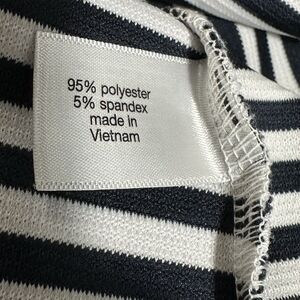 95% polyester
5% spandex
made in
Vietnam